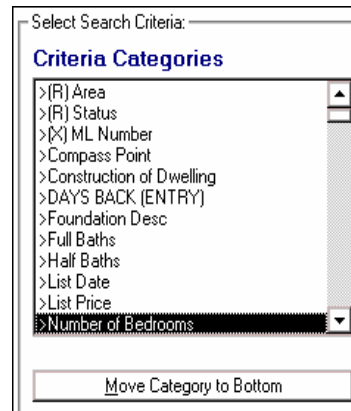 Select Search Criteria:
Criteria Categories
>(R) Area
>(R) Status
>(X) ML Number
>Compass Point
>Construction of Dwelling
>DAYS BACK (ENTRY)
>Foundation Desc
>Full Baths
>Half Baths
>List Date
>List Price
>Number of Bedrooms
Move Category to Bottom